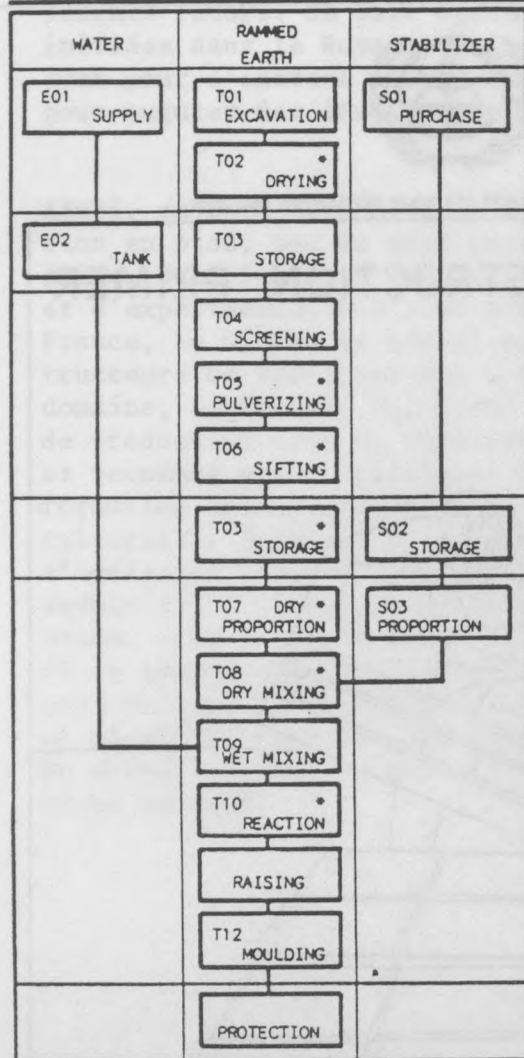 WATER
RAMMED EARTH
STABILIZER
E01 SUPPLY
T01 EXCAVATION
S01 PURCHASE
T02 * DRYING
E02 TANK
T03 STORAGE
T04 * SCREENING
T05 * PULVERIZING
T06 * SIFTING
T03 * STORAGE
S02 STORAGE
T07 DRY * PROPORTION
S03 PROPORTION
T08 * DRY MIXING
T09 WET MIXING
T10 * REACTION
RAISING
T12 MOULDING
PROTECTION